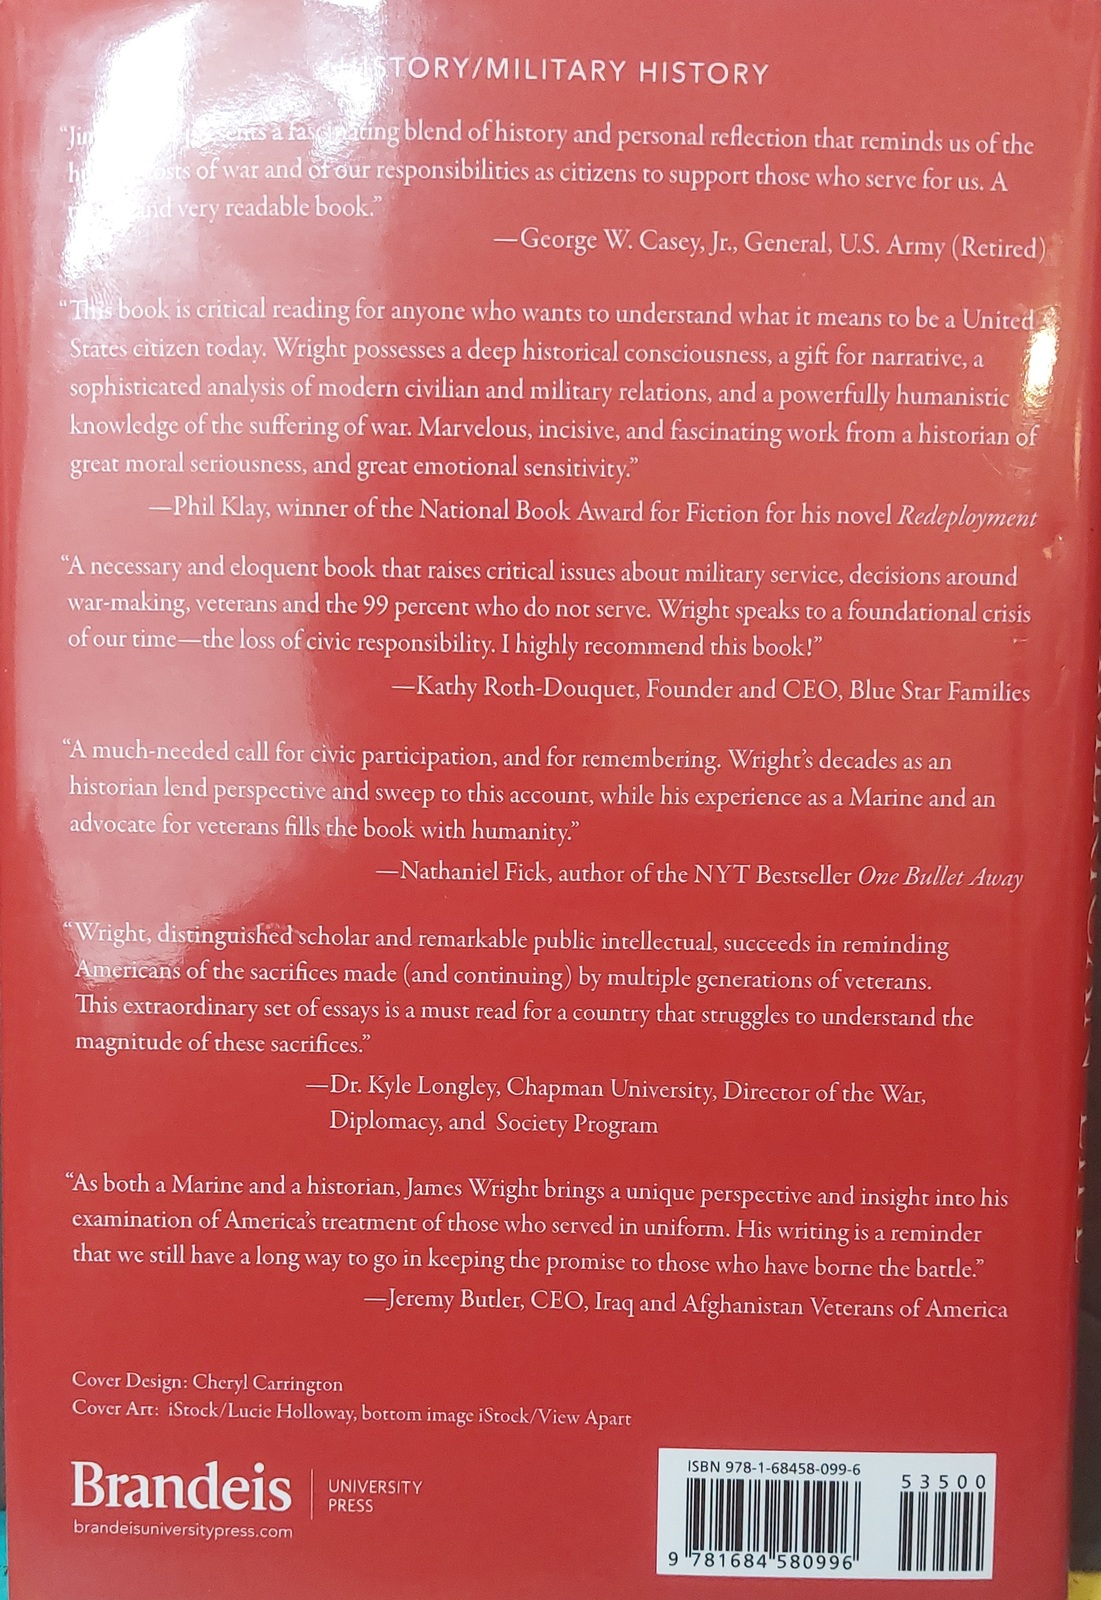 HISTORY/MILITARY HISTORY
a fascinating blend of history and personal reflection that reminds us of the
of war and of our responsibilities as citizens to support those who serve for us. A
and very readable book.”
—George W. Casey, Jr., General, U.S. Army (Retired)
“This book is critical reading for anyone who wants to understand what it means to be a United
States citizen today. Wright possesses a deep historical consciousness, a gift for narrative, a
sophisticated analysis of modern civilian and military relations, and a powerfully humanistic
knowledge of the suffering of war. Marvelous, incisive, and fascinating work from a historian of
great moral seriousness, and great emotional sensitivity.”
—Phil Klay, winner of the National Book Award for Fiction for his novel Redeployment
“A necessary and eloquent book that raises critical issues about military service, decisions around
war-making, veterans and the 99 percent who do not serve. Wright speaks to a foundational crisis
of our time—the loss of civic responsibility. I highly recommend this book!”
—Kathy Roth-Douquet, Founder and CEO, Blue Star Families
“A much-needed call for civic participation, and for remembering. Wright’s decades as an
historian lend perspective and sweep to this account, while his experience as a Marine and an
advocate for veterans fills the book with humanity.”
—Nathaniel Fick, author of the NYT Bestseller One Bullet Away
“Wright, distinguished scholar and remarkable public intellectual, succeeds in reminding
Americans of the sacrifices made (and continuing) by multiple generations of veterans.
This extraordinary set of essays is a must read for a country that struggles to understand the
magnitude of these sacrifices.”
—Dr. Kyle Longley, Chapman University, Director of the War,
Diplomacy, and Society Program
“As both a Marine and a historian, James Wright brings a unique perspective and insight into his
examination of America’s treatment of those who served in uniform. His writing is a reminder
that we still have a long way to go in keeping the promise to those who have borne the battle.”
—Jeremy Butler, CEO, Iraq and Afghanistan Veterans of America
Cover Design: Cheryl Carrington
Cover Art: iStock/Lucie Holloway, bottom image iStock/View Apart
Brandeis
UNIVERSITY
PRESS
brandeisuniversitypress.com
ISBN 978-1-68458-099-6
53500
9 781684 580996